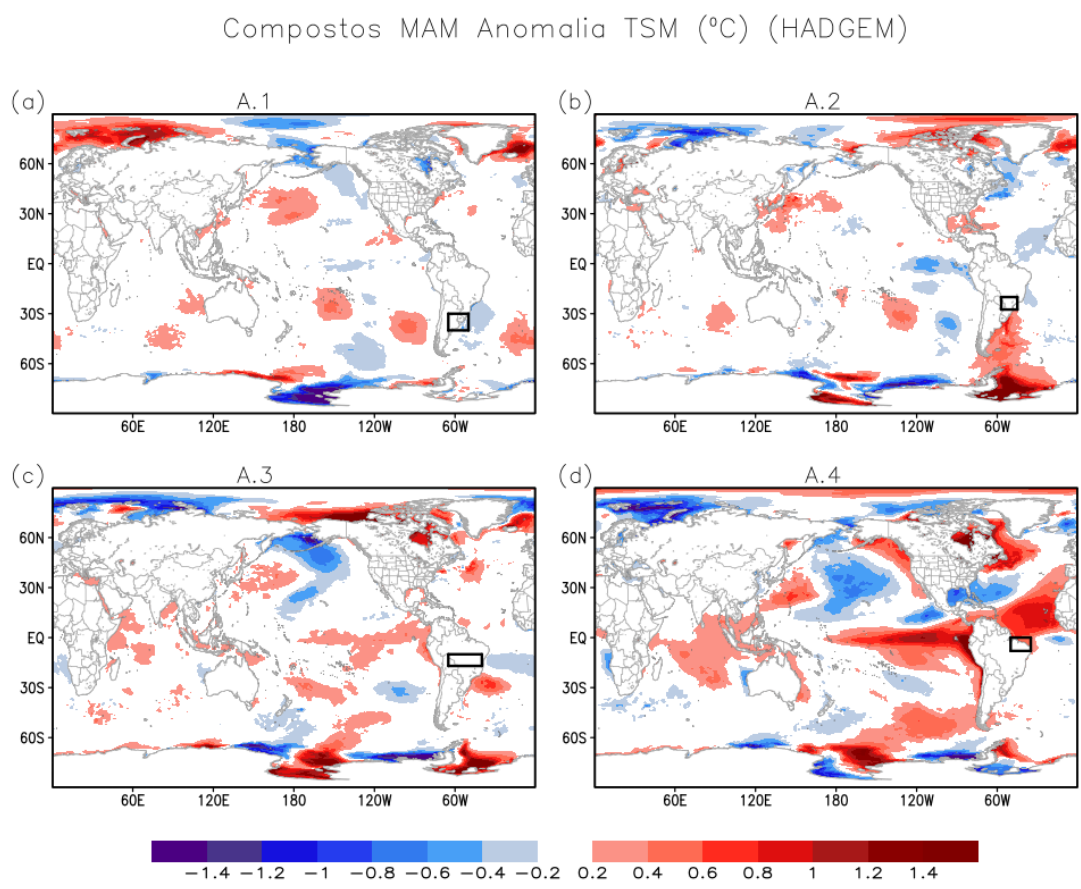 Compostos MAM Anomalia TSM (ºC) (HADGEM)
(a) A.1
60N
30N
EQ
30S
60S
60E 120E 180 120W 60W
(b) A.2
60N
30N
EQ
30S
60S
60E 120E 180 120W 60W
(c) A.3
60N
30N
EQ
30S
60S
60E 120E 180 120W 60W
(d) A.4
60N
30N
EQ
30S
60S
60E 120E 180 120W 60W
-1.4 -1.2 -1 -0.8 -0.6 -0.4 -0.2 0.2 0.4 0.6 0.8 1 1.2 1.4